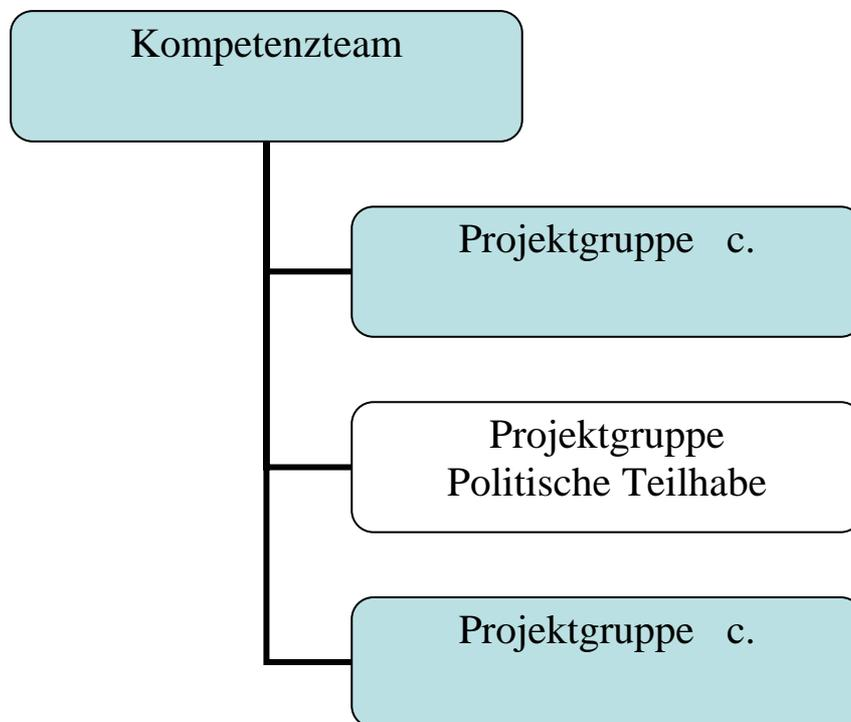 Kompetenzteam
Projektgruppe c.
Projektgruppe
Politische Teilhabe
Projektgruppe c.